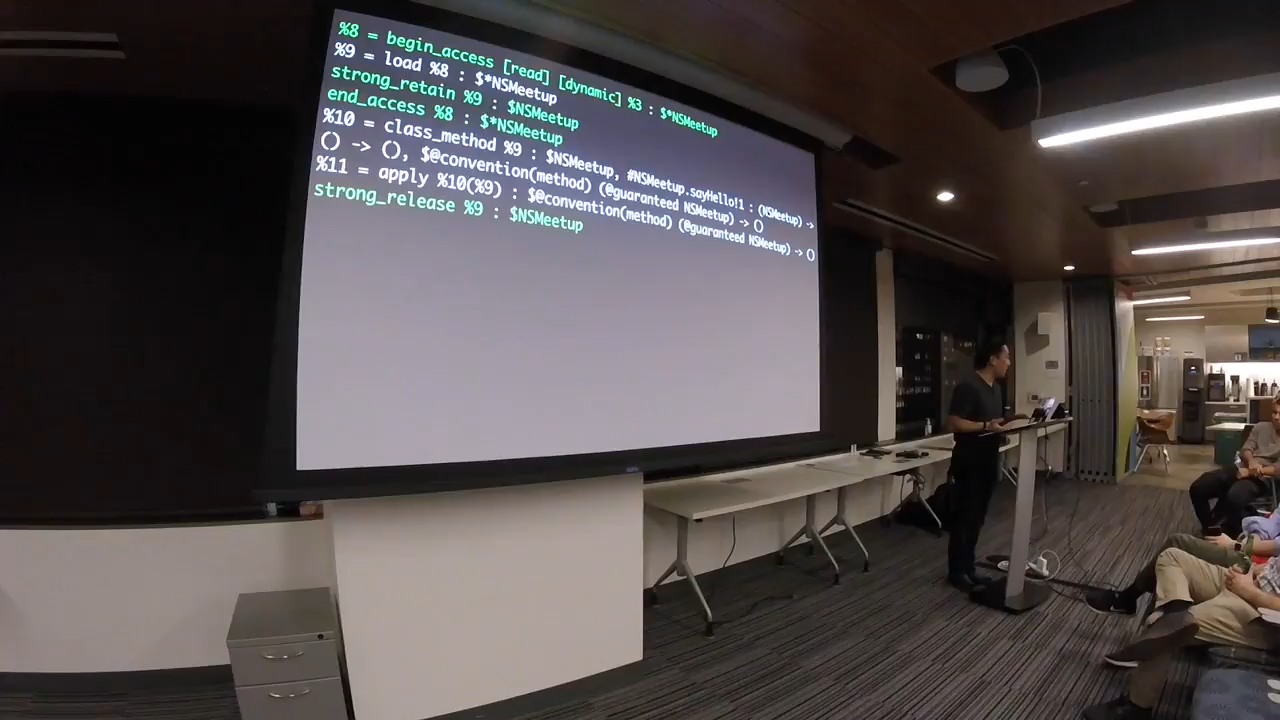 %8 = begin_access [read] [dynamic] %3 : $*NSMeetup
%9 = load %8 : $*NSMeetup
strong_retain %9 : $NSMeetup
end_access %8 : $*NSMeetup
%10 = class_method %9 : $NSMeetup, #NSMeetup.sayHello!1 : (NSMeetup) ->
() -> (), $@convention(method) (@guaranteed NSMeetup) -> ()
%11 = apply %10(%9) : $@convention(method) (@guaranteed NSMeetup) -> ()
strong_release %9 : $NSMeetup